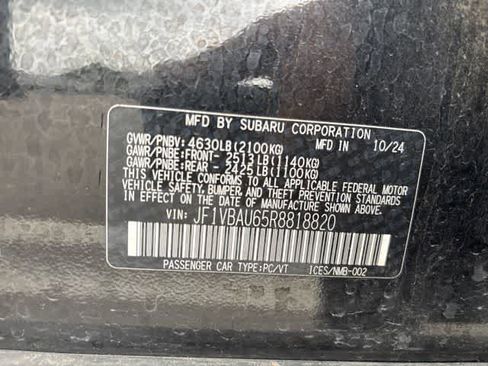 MFD BY SUBARU CORPORATION 10/24
GVWR/PNBV: 4630LB(2100KG)
GAWR/PNBE:FRONT- 2513LB(1140KG)
GAWR/PNBE:REAR - 2425LB(1100KG)
THIS VEHICLE CONFORMS TO ALL APPLICABLE FEDERAL MOTOR
VEHICLE SAFETY, BUMPER, AND THEFT PREVENTION STANDARDS
IN EFFECT ON THE DATE OF MANUFACTURE SHOWN ABOVE.
VIN: JF1VBAU65R8818820
PASSENGER CAR TYPE:PC/VT ICES/NMB-002